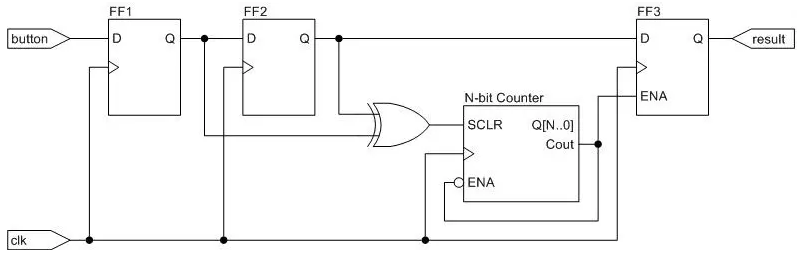 FF1
FF2
FF3
button
D
Q
D
Q
D
Q
result
ENA
N-bit Counter
SCLR
Q[N..0]
Cout
ENA
clk